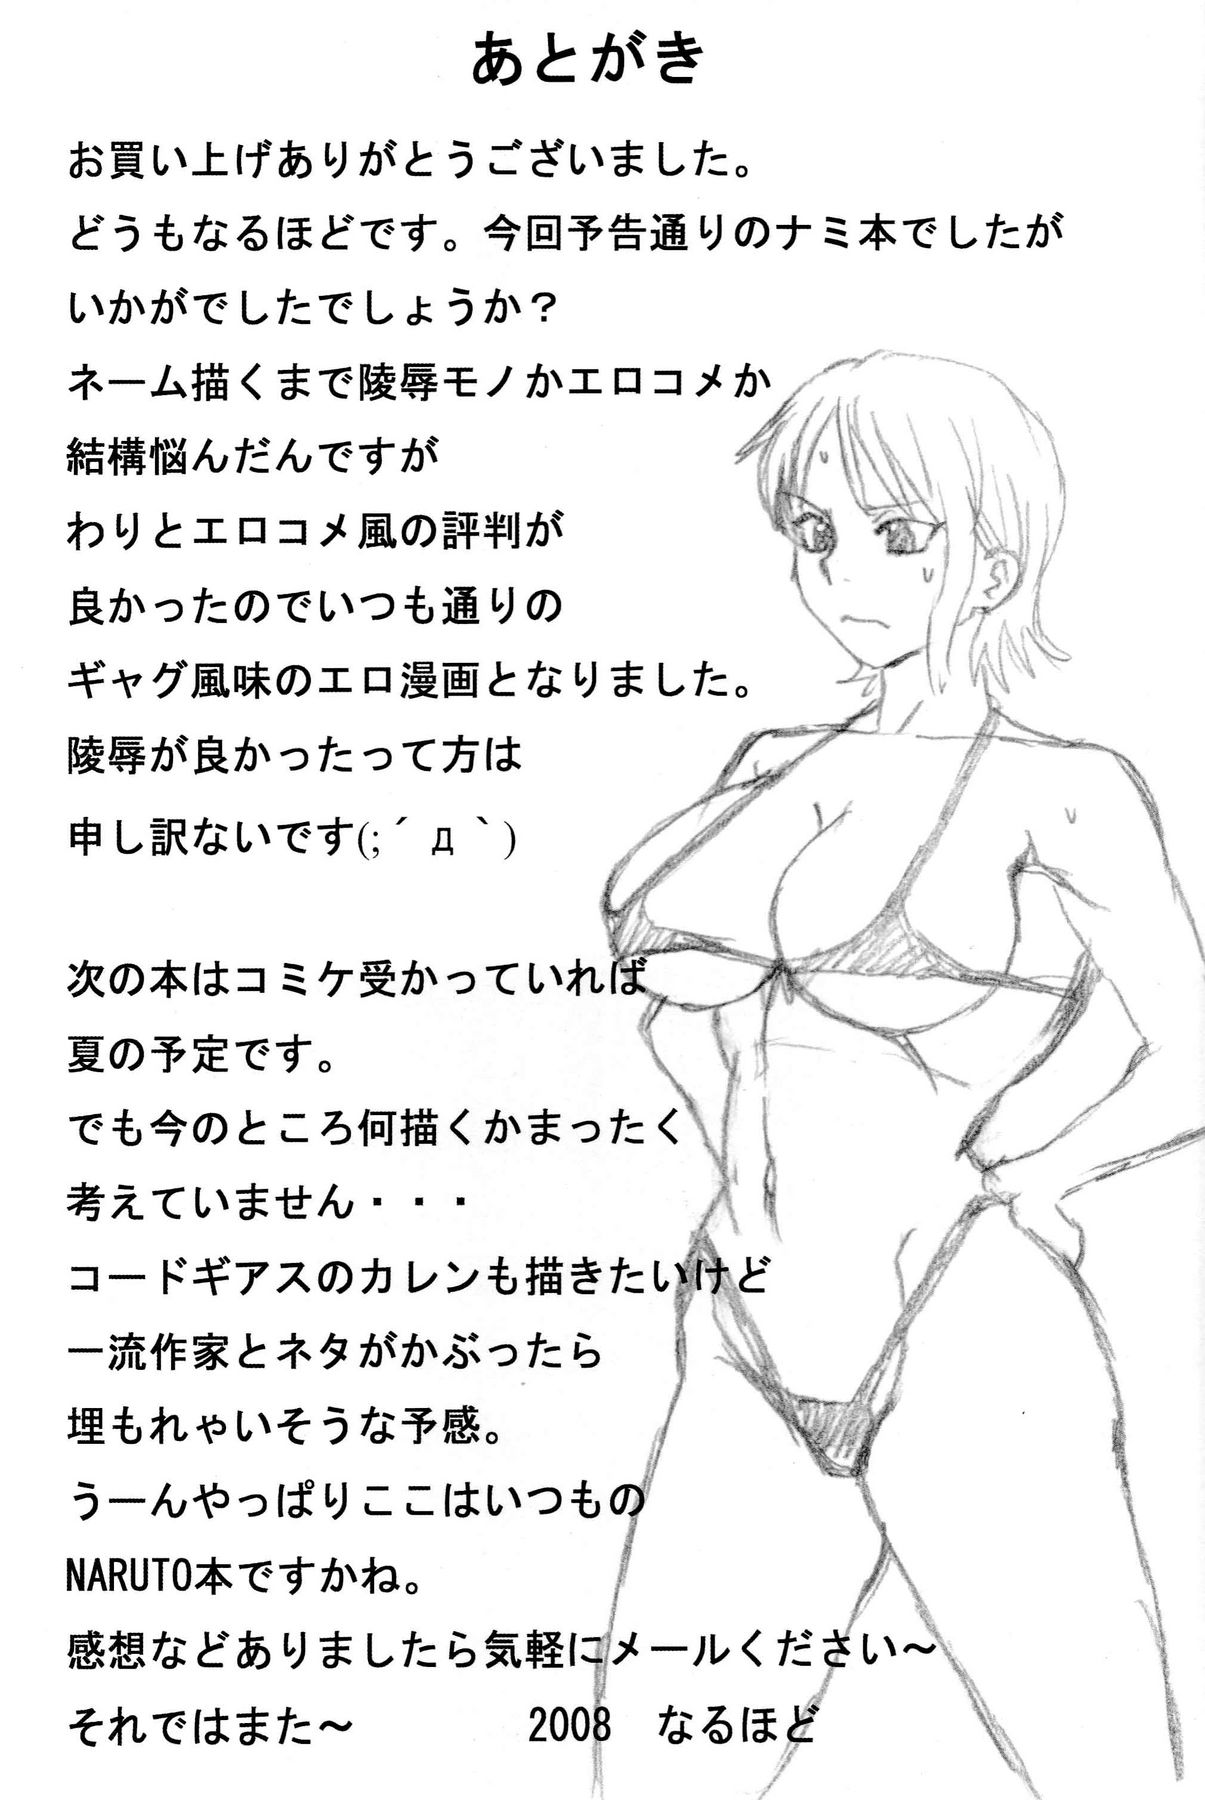 あとがき
お買い上げありがとうございました。
どうもなるほどです。今回予告通りのナミ本でしたが
いかがでしたでしょうか？
ネーム描くまで陵辱モノかエロコメか
結構悩んだんですが
わりとエロコメ風の評判が
良かったのでいつも通りの
ギャグ風味のエロ漫画となりました。
陵辱が良かったって方は
申し訳ないです(;´д｀)
次の本はコミケ受かっていれば
夏の予定です。
でも今のところ何描くかまったく
考えていません・・・
コードギアスのカレンも描きたいけど
一流作家とネタがかぶったら
埋もれゃいそうな予感。
うーんやっぱりここはいつもの
NARUTO本ですかね。
感想などありましたら気軽にメールください～
それではまた～　2008　なるほど